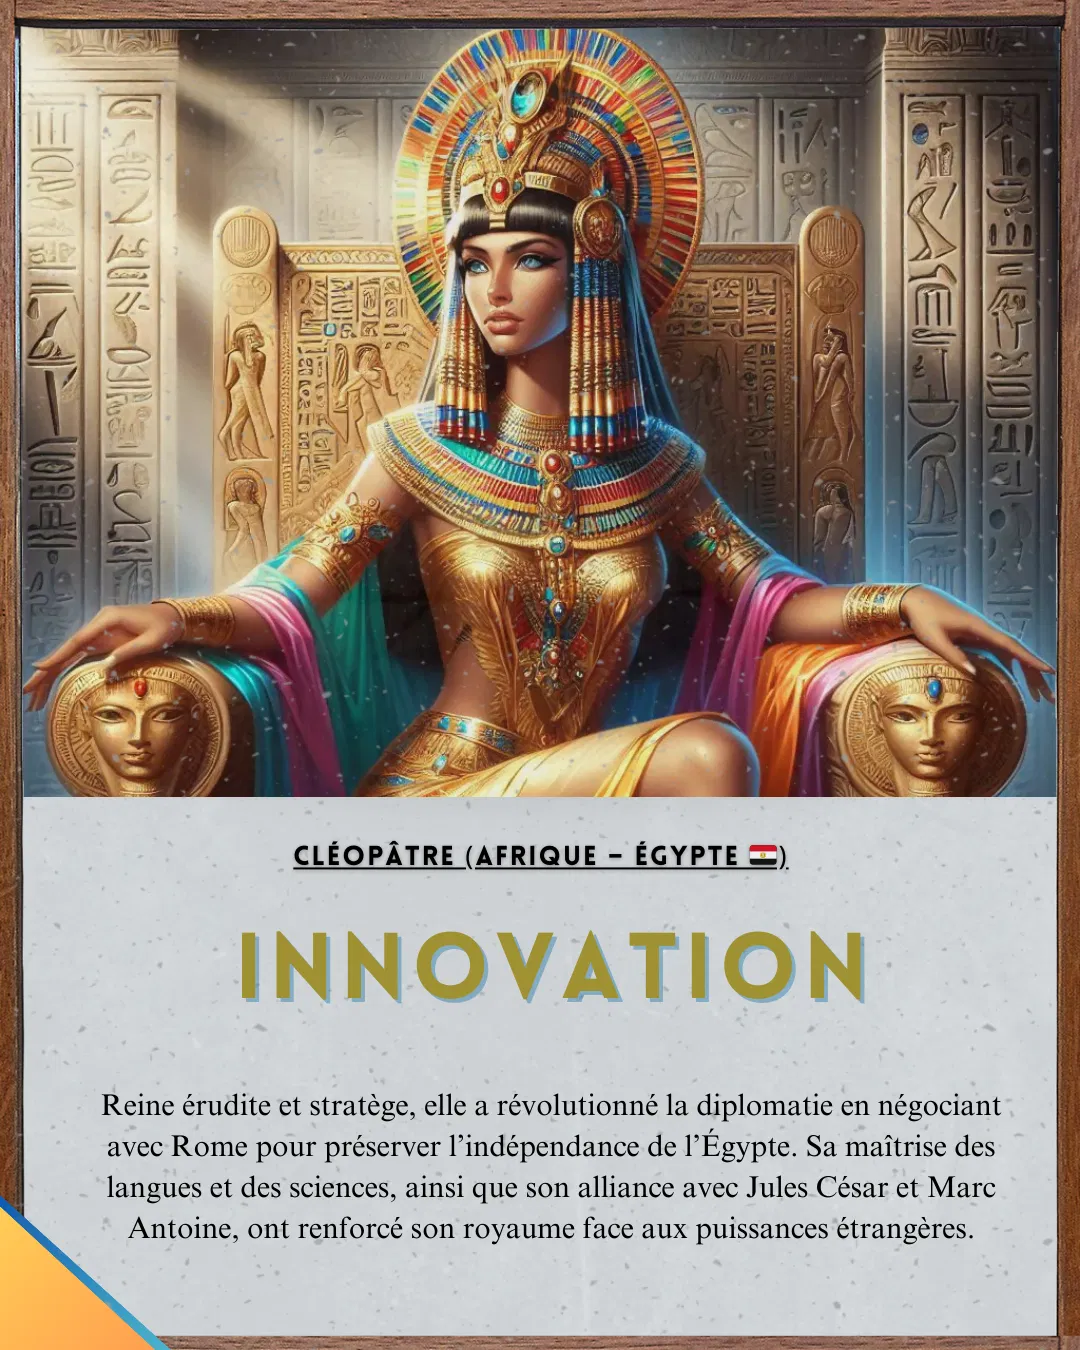 CLÉOPÂTRE (AFRIQUE – ÉGYPTE 🇪🇬)
INNOVATION
Reine érudite et stratège, elle a révolutionné la diplomatie en négociant
avec Rome pour préserver l’indépendance de l’Égypte. Sa maîtrise des
langues et des sciences, ainsi que son alliance avec Jules César et Marc
Antoine, ont renforcé son royaume face aux puissances étrangères.